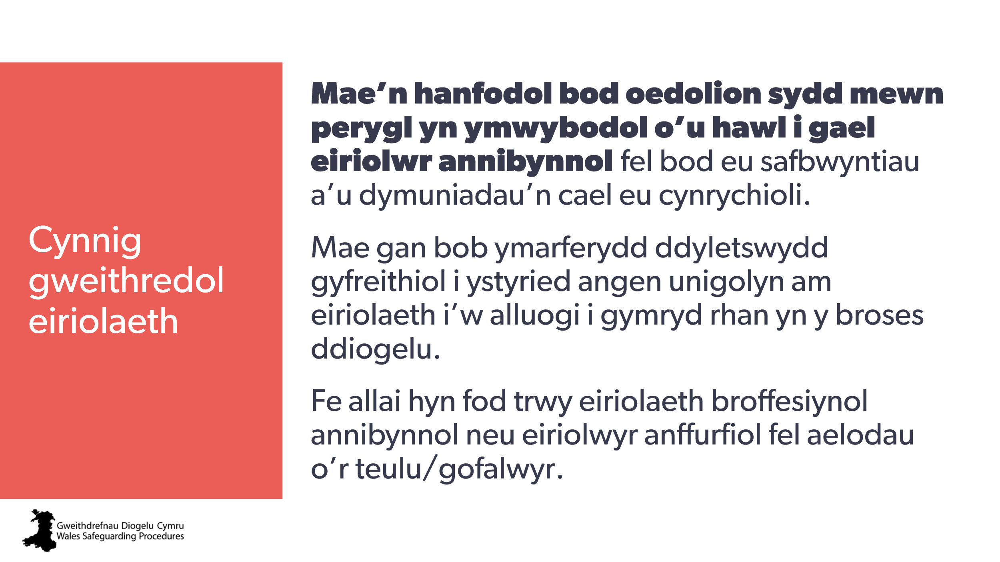 Cynnig
gweithredol
eiriolaeth
Mae’n hanfodol bod oedolion sydd mewn
perygl yn ymwybodol o’u hawl i gael
eiriolwr annibynnol fel bod eu safbwyntiau
a’u dymuniadau’n cael eu cynrychioli.
Mae gan bob ymarferydd ddyletswydd
gyfreithiol i ystyried angen unigolyn am
eiriolaeth i’w alluogi i gymryd rhan yn y broses
ddiogelu.
Fe allai hyn fod trwy eiriolaeth broffesiynol
annibynnol neu eiriolwyr anffurfiol fel aelodau
o’r teulu/gofalwyr.
Gweithdrefnau Diogelu Cymru
Wales Safeguarding Procedures